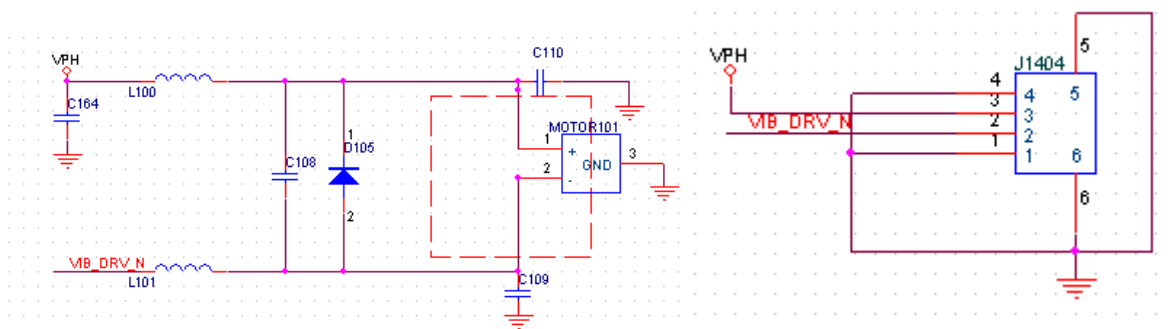 VPH
C164
L100
C108
1
D105
2
C110
MOTOR101
1
+
GND
3
2
-
C109
VIB_DRV_N
L101
VPH
J1404
5
4
4
5
3
3
VIB_DRV_N
2
2
1
1
6
6